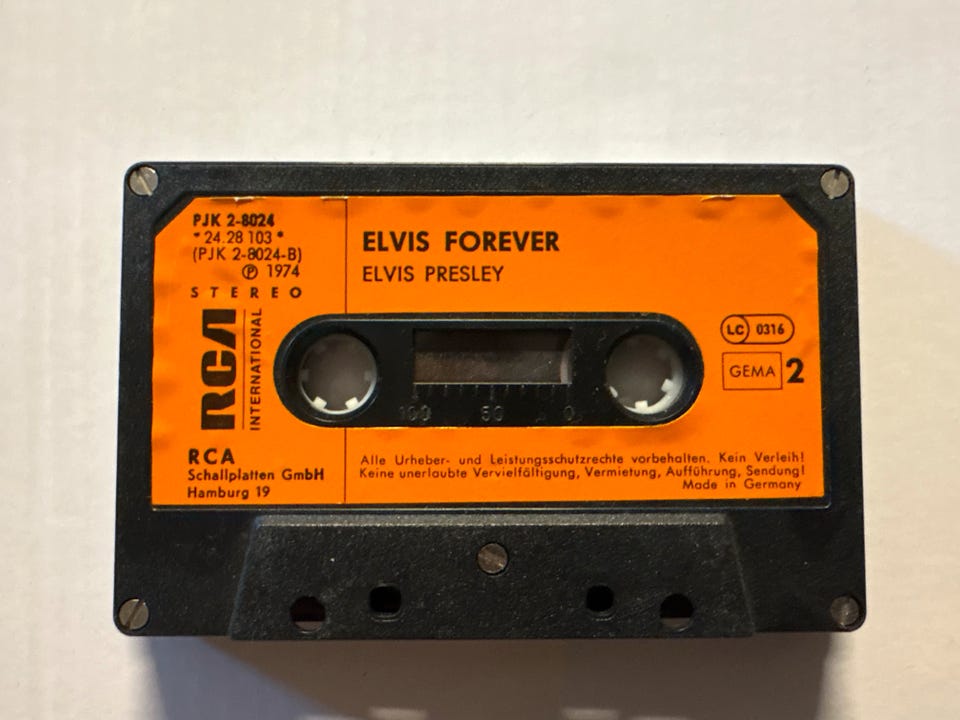 PJK 2-8024
* 24.28 103 *
(PJK 2-8024-B)
℗ 1974
STEREO
RCA
INTERNATIONAL
RCA
Schallplatten GmbH
Hamburg 19
ELVIS FOREVER
ELVIS PRESLEY
100 50 0
LC 0316
GEMA 2
Alle Urheber- und Leistungsschutzrechte vorbehalten. Kein Verleih!
Keine unerlaubte Vervielfältigung, Vermietung, Aufführung, Sendung!
Made in Germany